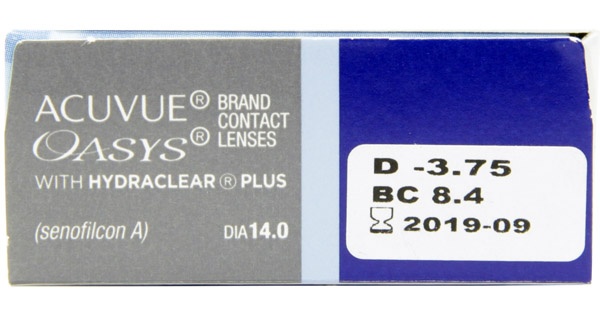 ACUVUE® BRAND
CONTACT
OASYS® LENSES
WITH HYDRACLEAR® PLUS
(senofilcon A) DIA14.0
D -3.75
BC 8.4
2019-09